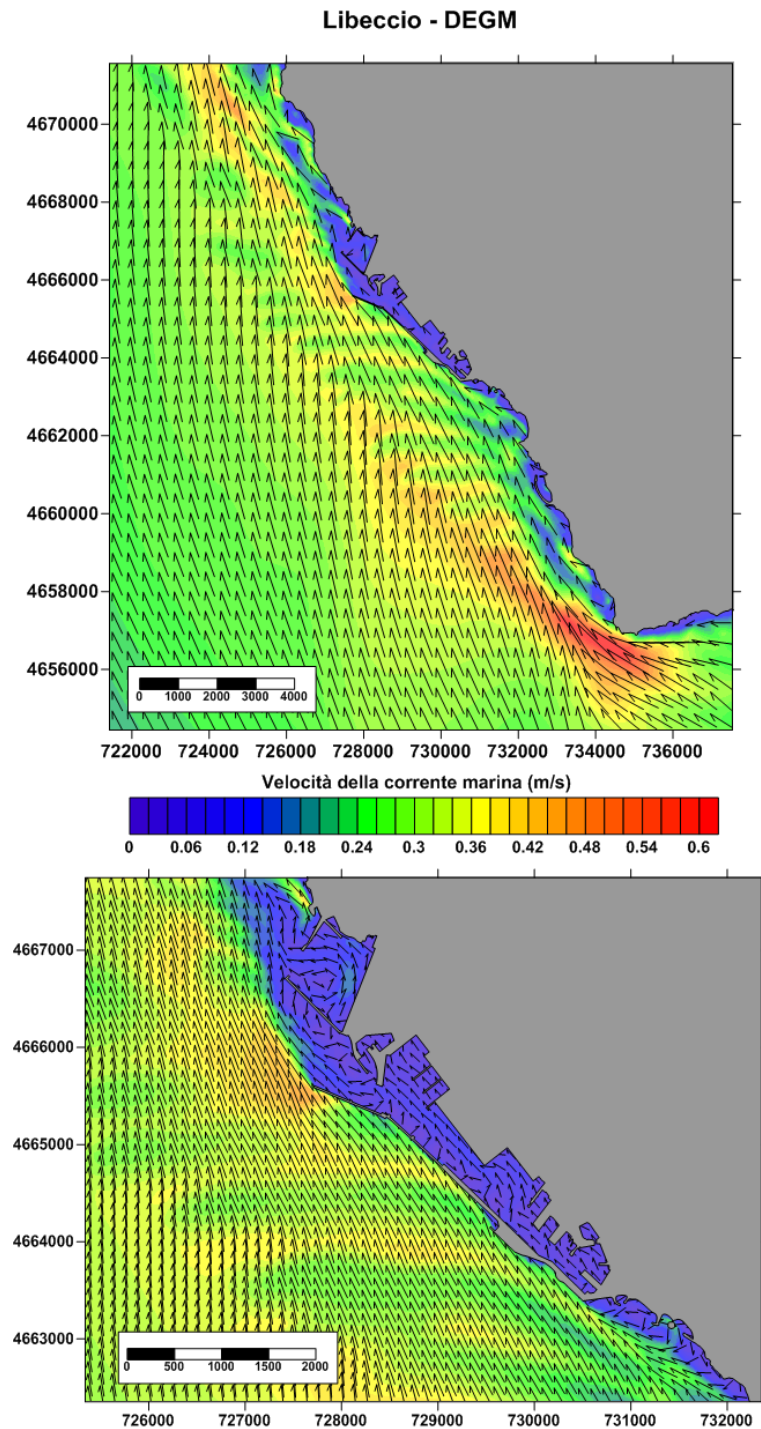 Libeccio - DEGM
4670000
4668000
4666000
4664000
4662000
4660000
4658000
4656000
0 1000 2000 3000 4000
722000 724000 726000 728000 730000 732000 734000 736000
Velocità della corrente marina (m/s)
0 0.06 0.12 0.18 0.24 0.3 0.36 0.42 0.48 0.54 0.6
4667000
4666000
4665000
4664000
4663000
0 500 1000 1500 2000
726000 727000 728000 729000 730000 731000 732000